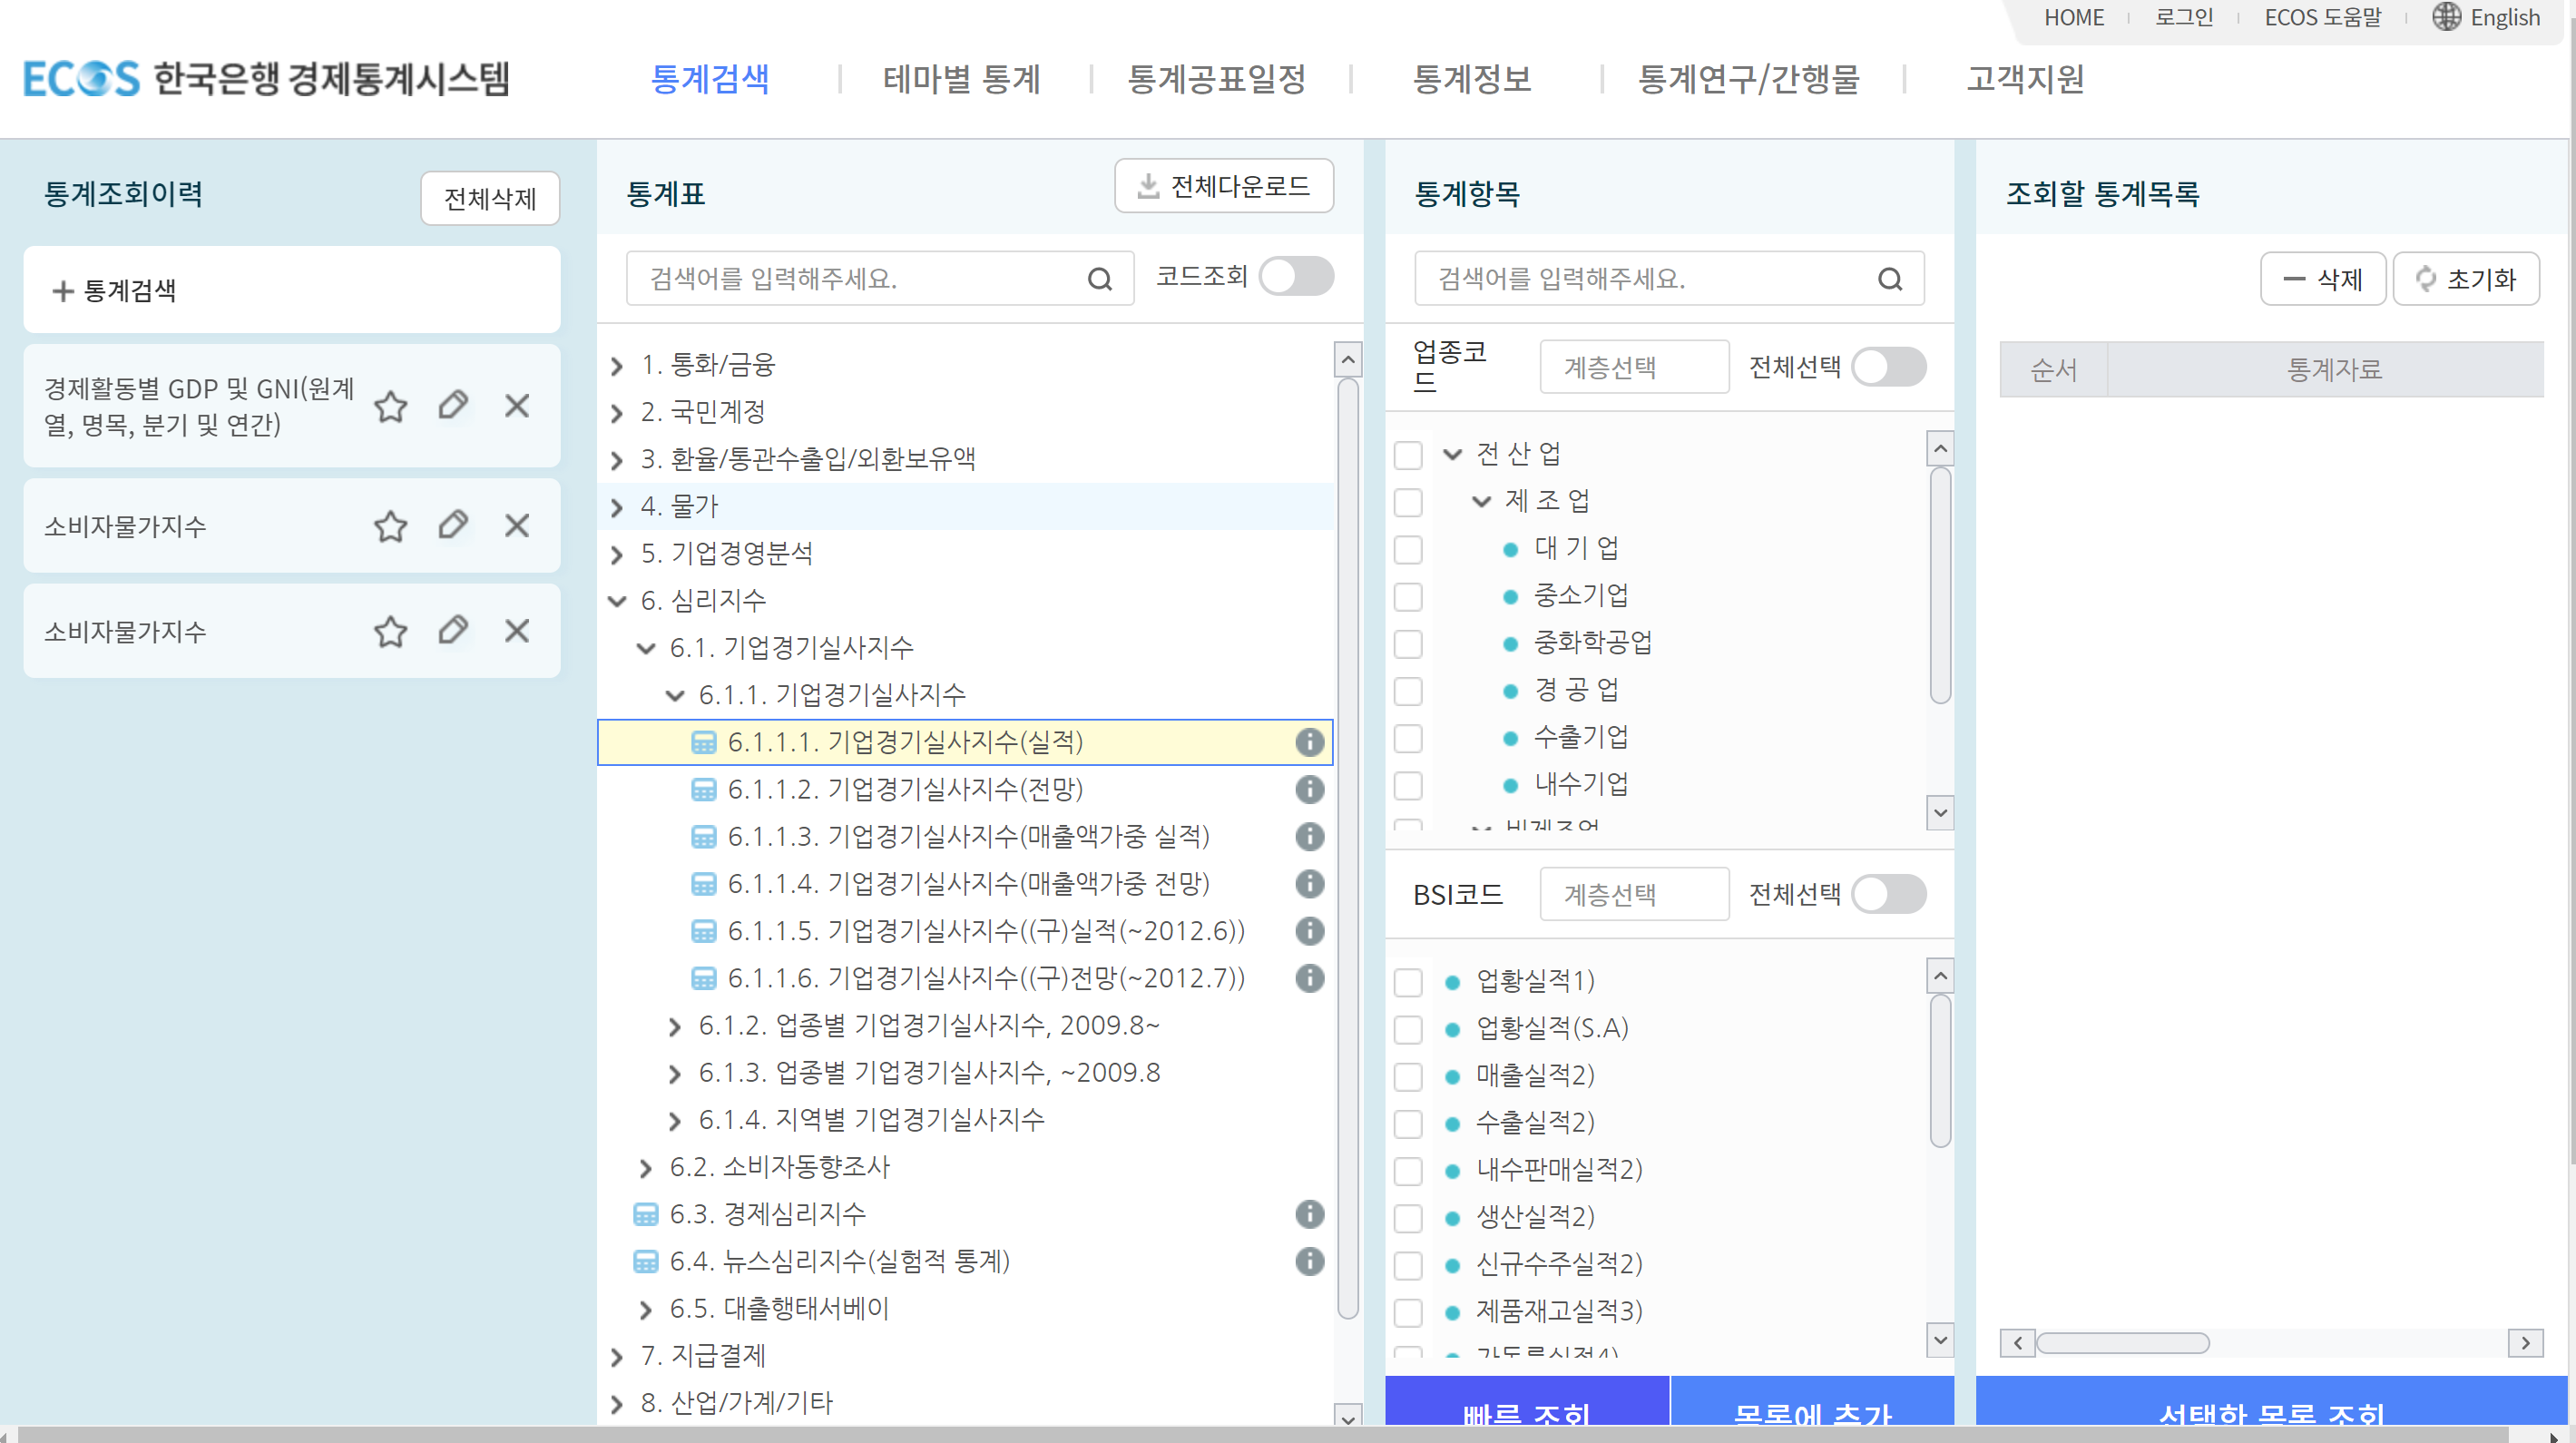 HOME
로그인
ECOS 도움말
English
ECOS 한국은행 경제통계시스템
통계검색
테마별 통계
통계공표일정
통계정보
통계연구/간행물
고객지원
통계조회이력
전체삭제
통계검색
경제활동별 GDP 및 GNI(원계
열, 명목, 분기 및 연간)
소비자물가지수
소비자물가지수
통계표
전체다운로드
검색어를 입력해주세요.
코드조회
1. 통화/금융
2. 국민계정
3. 환율/통관수출입/외환보유액
4. 물가
5. 기업경영분석
6. 심리지수
6.1. 기업경기실사지수
6.1.1. 기업경기실사지수
6.1.1.1. 기업경기실사지수(실적)
6.1.1.2. 기업경기실사지수(전망)
6.1.1.3. 기업경기실사지수(매출액가중 실적)
6.1.1.4. 기업경기실사지수(매출액가중 전망)
6.1.1.5. 기업경기실사지수((구)실적(~2012.6))
6.1.1.6. 기업경기실사지수((구)전망(~2012.7))
6.1.2. 업종별 기업경기실사지수, 2009.8~
6.1.3. 업종별 기업경기실사지수, ~2009.8
6.1.4. 지역별 기업경기실사지수
6.2. 소비자동향조사
6.3. 경제심리지수
6.4. 뉴스심리지수(실험적 통계)
6.5. 대출행태서베이
7. 지급결제
8. 산업/가계/기타
통계항목
검색어를 입력해주세요.
업종코
드
계층선택
전체선택
전 산 업
제 조 업
대 기 업
중소기업
중화학공업
경 공 업
수출기업
내수기업
비제조업
BSI코드
계층선택
전체선택
업황실적1)
업황실적(S.A)
매출실적2)
수출실적2)
내수판매실적2)
생산실적2)
신규수주실적2)
제품재고실적3)
가동률실적4)
빠른 조회
목록에 추가
조회할 통계목록
삭제
초기화
순서
통계자료
선택한 목록 조회